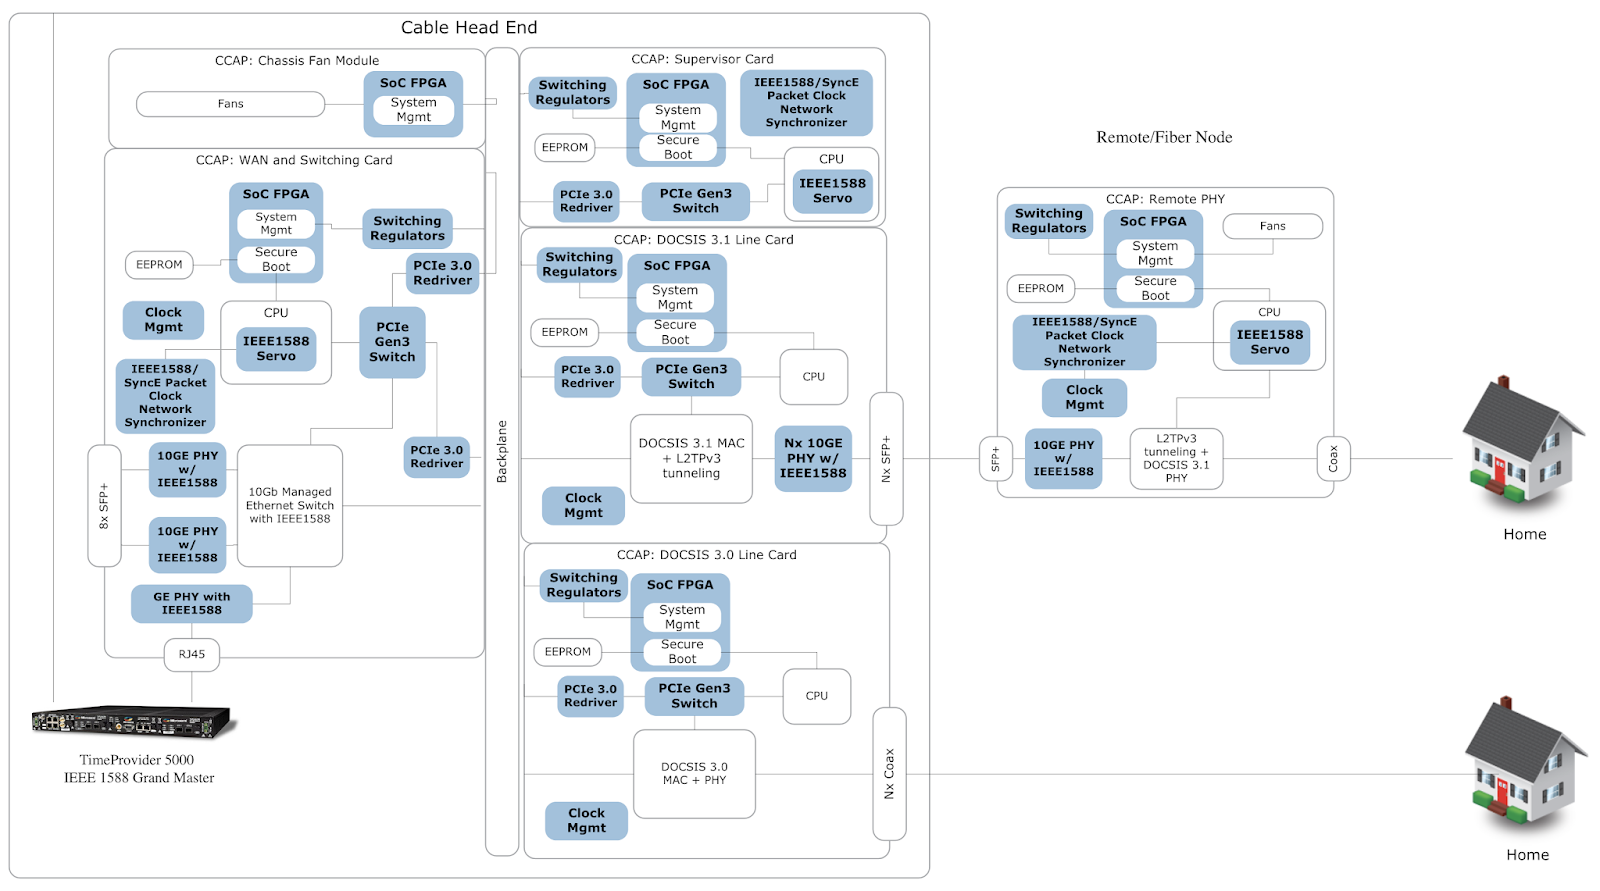 Cable Head End
CCAP: Chassis Fan Module
Fans
SoC FPGA
System
Mgmt
CCAP: WAN and Switching Card
SoC FPGA
System
Mgmt
Secure
Boot
Switching
Regulators
EEPROM
PCIe 3.0
Redriver
Clock
Mgmt
CPU
IEEE1588
Servo
PCIe
Gen3
Switch
IEEE1588/
SyncE Packet
Clock
Network
Synchronizer
PCIe 3.0
Redriver
8x SFP+
10GE PHY
w/
IEEE1588
10GE PHY
w/
IEEE1588
10Gb Managed
Ethernet Switch
with IEEE1588
GE PHY with
IEEE1588
RJ45
TimeProvider 5000
IEEE 1588 Grand Master
Backplane
CCAP: Supervisor Card
Switching
Regulators
SoC FPGA
System
Mgmt
Secure
Boot
IEEE1588/SyncE
Packet Clock
Network
Synchronizer
EEPROM
CPU
IEEE1588
Servo
PCIe 3.0
Redriver
PCIe Gen3
Switch
CCAP: DOCSIS 3.1 Line Card
Switching
Regulators
SoC FPGA
System
Mgmt
Secure
Boot
EEPROM
PCIe 3.0
Redriver
PCIe Gen3
Switch
CPU
DOCSIS 3.1 MAC
+ L2TPv3
tunneling
Nx 10GE
PHY w/
IEEE1588
Nx SFP+
Clock
Mgmt
CCAP: DOCSIS 3.0 Line Card
Switching
Regulators
SoC FPGA
System
Mgmt
Secure
Boot
EEPROM
PCIe 3.0
Redriver
PCIe Gen3
Switch
CPU
DOCSIS 3.0
MAC + PHY
Nx Coax
Clock
Mgmt
Remote/Fiber Node
CCAP: Remote PHY
Switching
Regulators
SoC FPGA
System
Mgmt
Secure
Boot
Fans
EEPROM
IEEE1588/SyncE
Packet Clock
Network
Synchronizer
CPU
IEEE1588
Servo
Clock
Mgmt
SFP+
10GE PHY
w/
IEEE1588
L2TPv3
tunneling +
DOCSIS 3.1
PHY
Coax
Home
Home